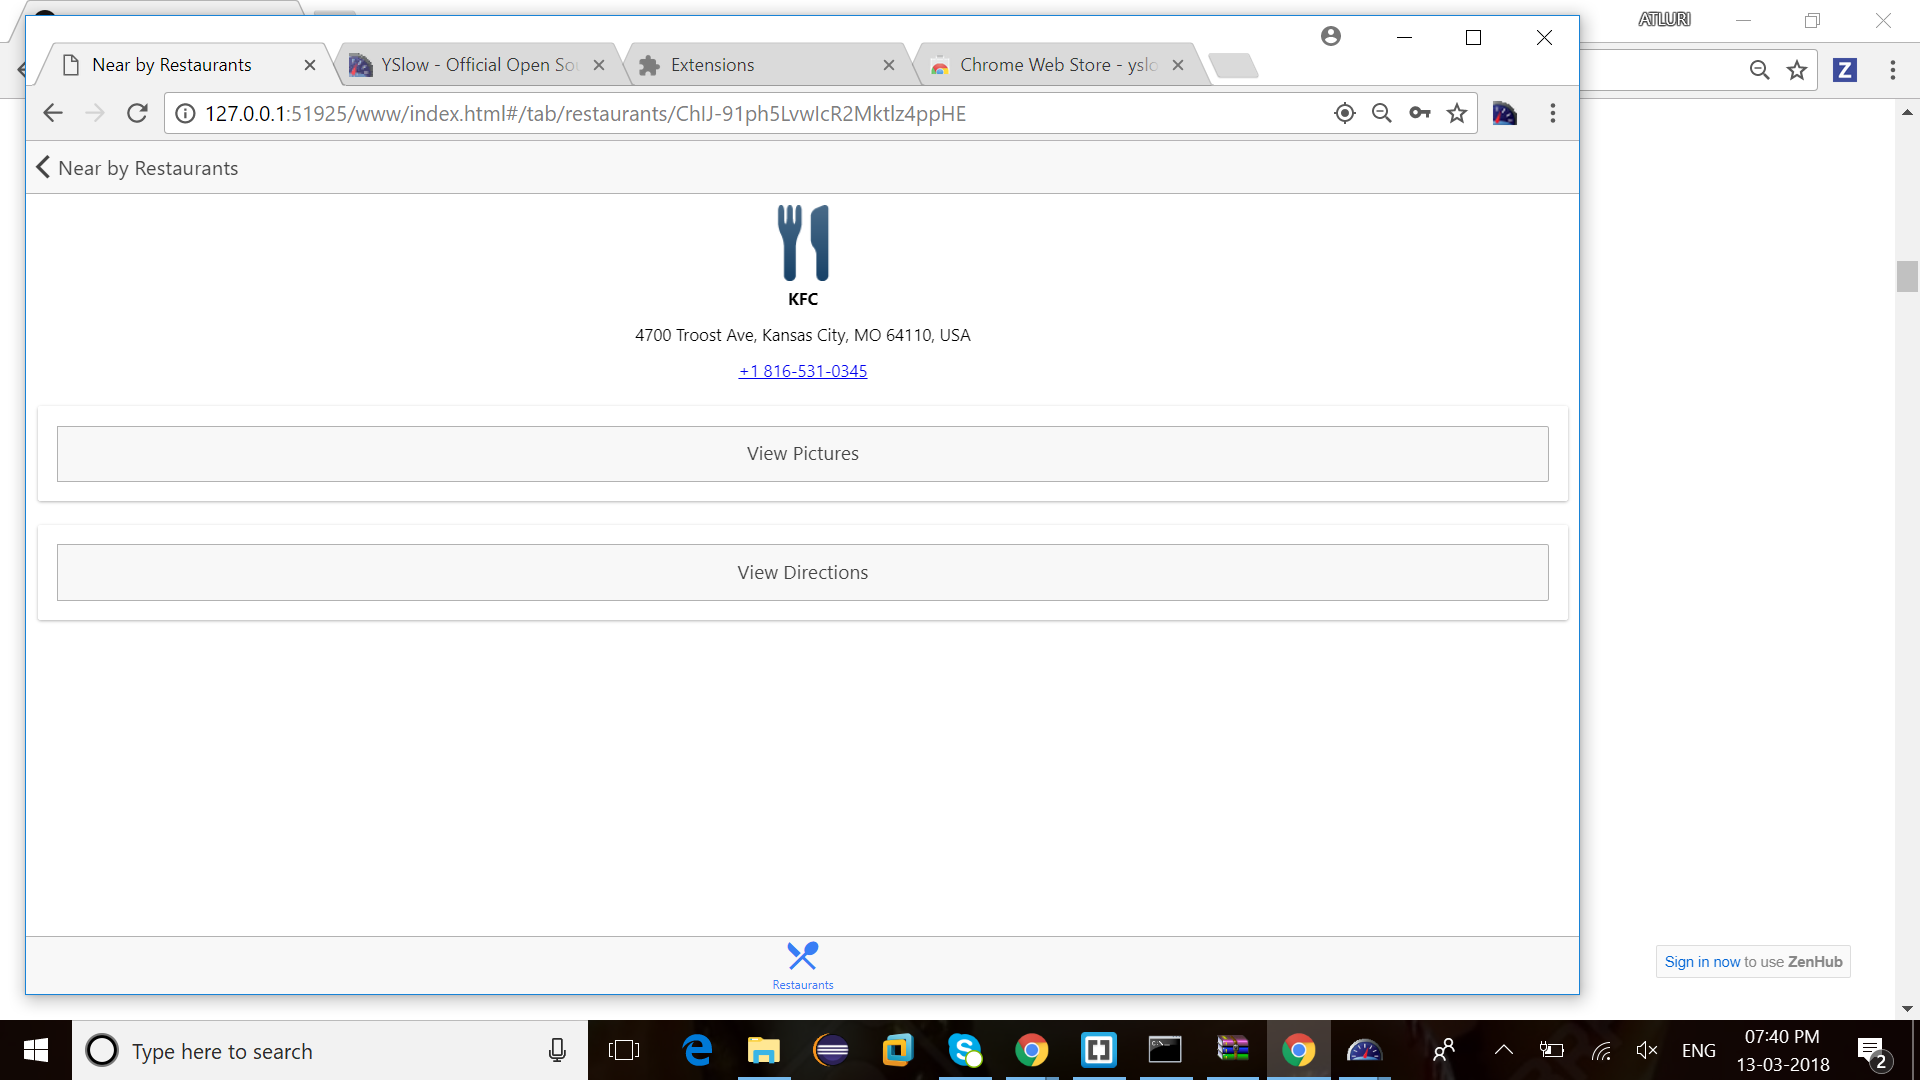 ATLURI
Near by Restaurants
YSlow - Official Open So
Extensions
Chrome Web Store - yslo
127.0.0.1:51925/www/index.html#/tab/restaurants/ChIJ-91ph5LvwIcR2Mktlz4ppHE
Near by Restaurants
KFC
4700 Troost Ave, Kansas City, MO 64110, USA
+1 816-531-0345
View Pictures
View Directions
Restaurants
Sign in now to use ZenHub
Type here to search
ENG
07:40 PM
13-03-2018
2